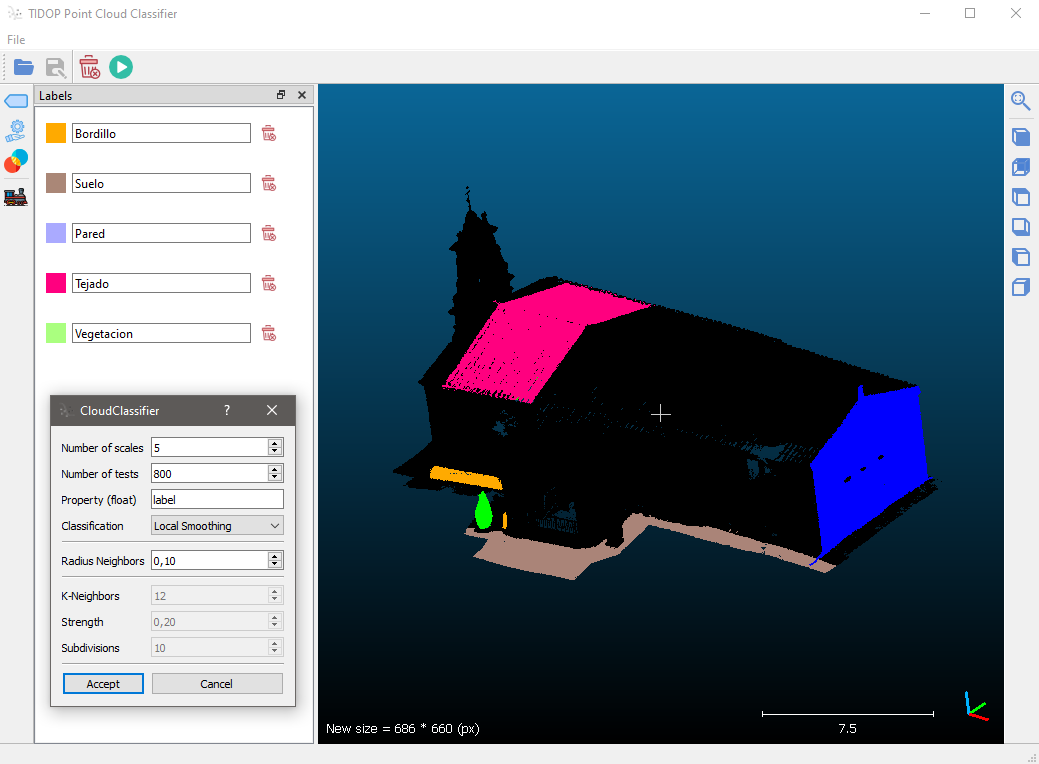 TIDOP Point Cloud Classifier
File
Labels
Bordillo
Suelo
Pared
Tejado
Vegetacion
CloudClassifier ?
Number of scales 5
Number of tests 800
Property (float) label
Classification Local Smoothing
Radius Neighbors 0,10
K-Neighbors 12
Strength 0,20
Subdivisions 10
Accept Cancel
New size = 686 * 660 (px)
7.5